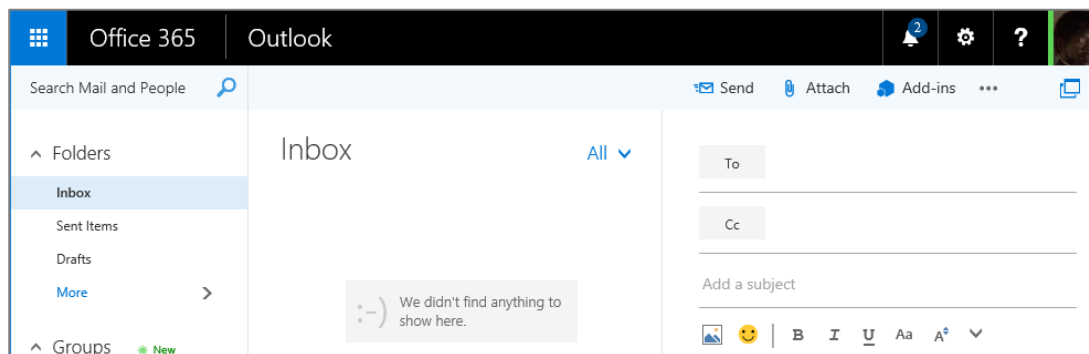 Office 365
Outlook
2
?
Search Mail and People
Send
Attach
Add-ins
•••
Folders
Inbox
Sent Items
Drafts
More
Groups
New
Inbox
All
:-)
We didn't find anything to
show here.
To
Cc
Add a subject
B I U Aa A